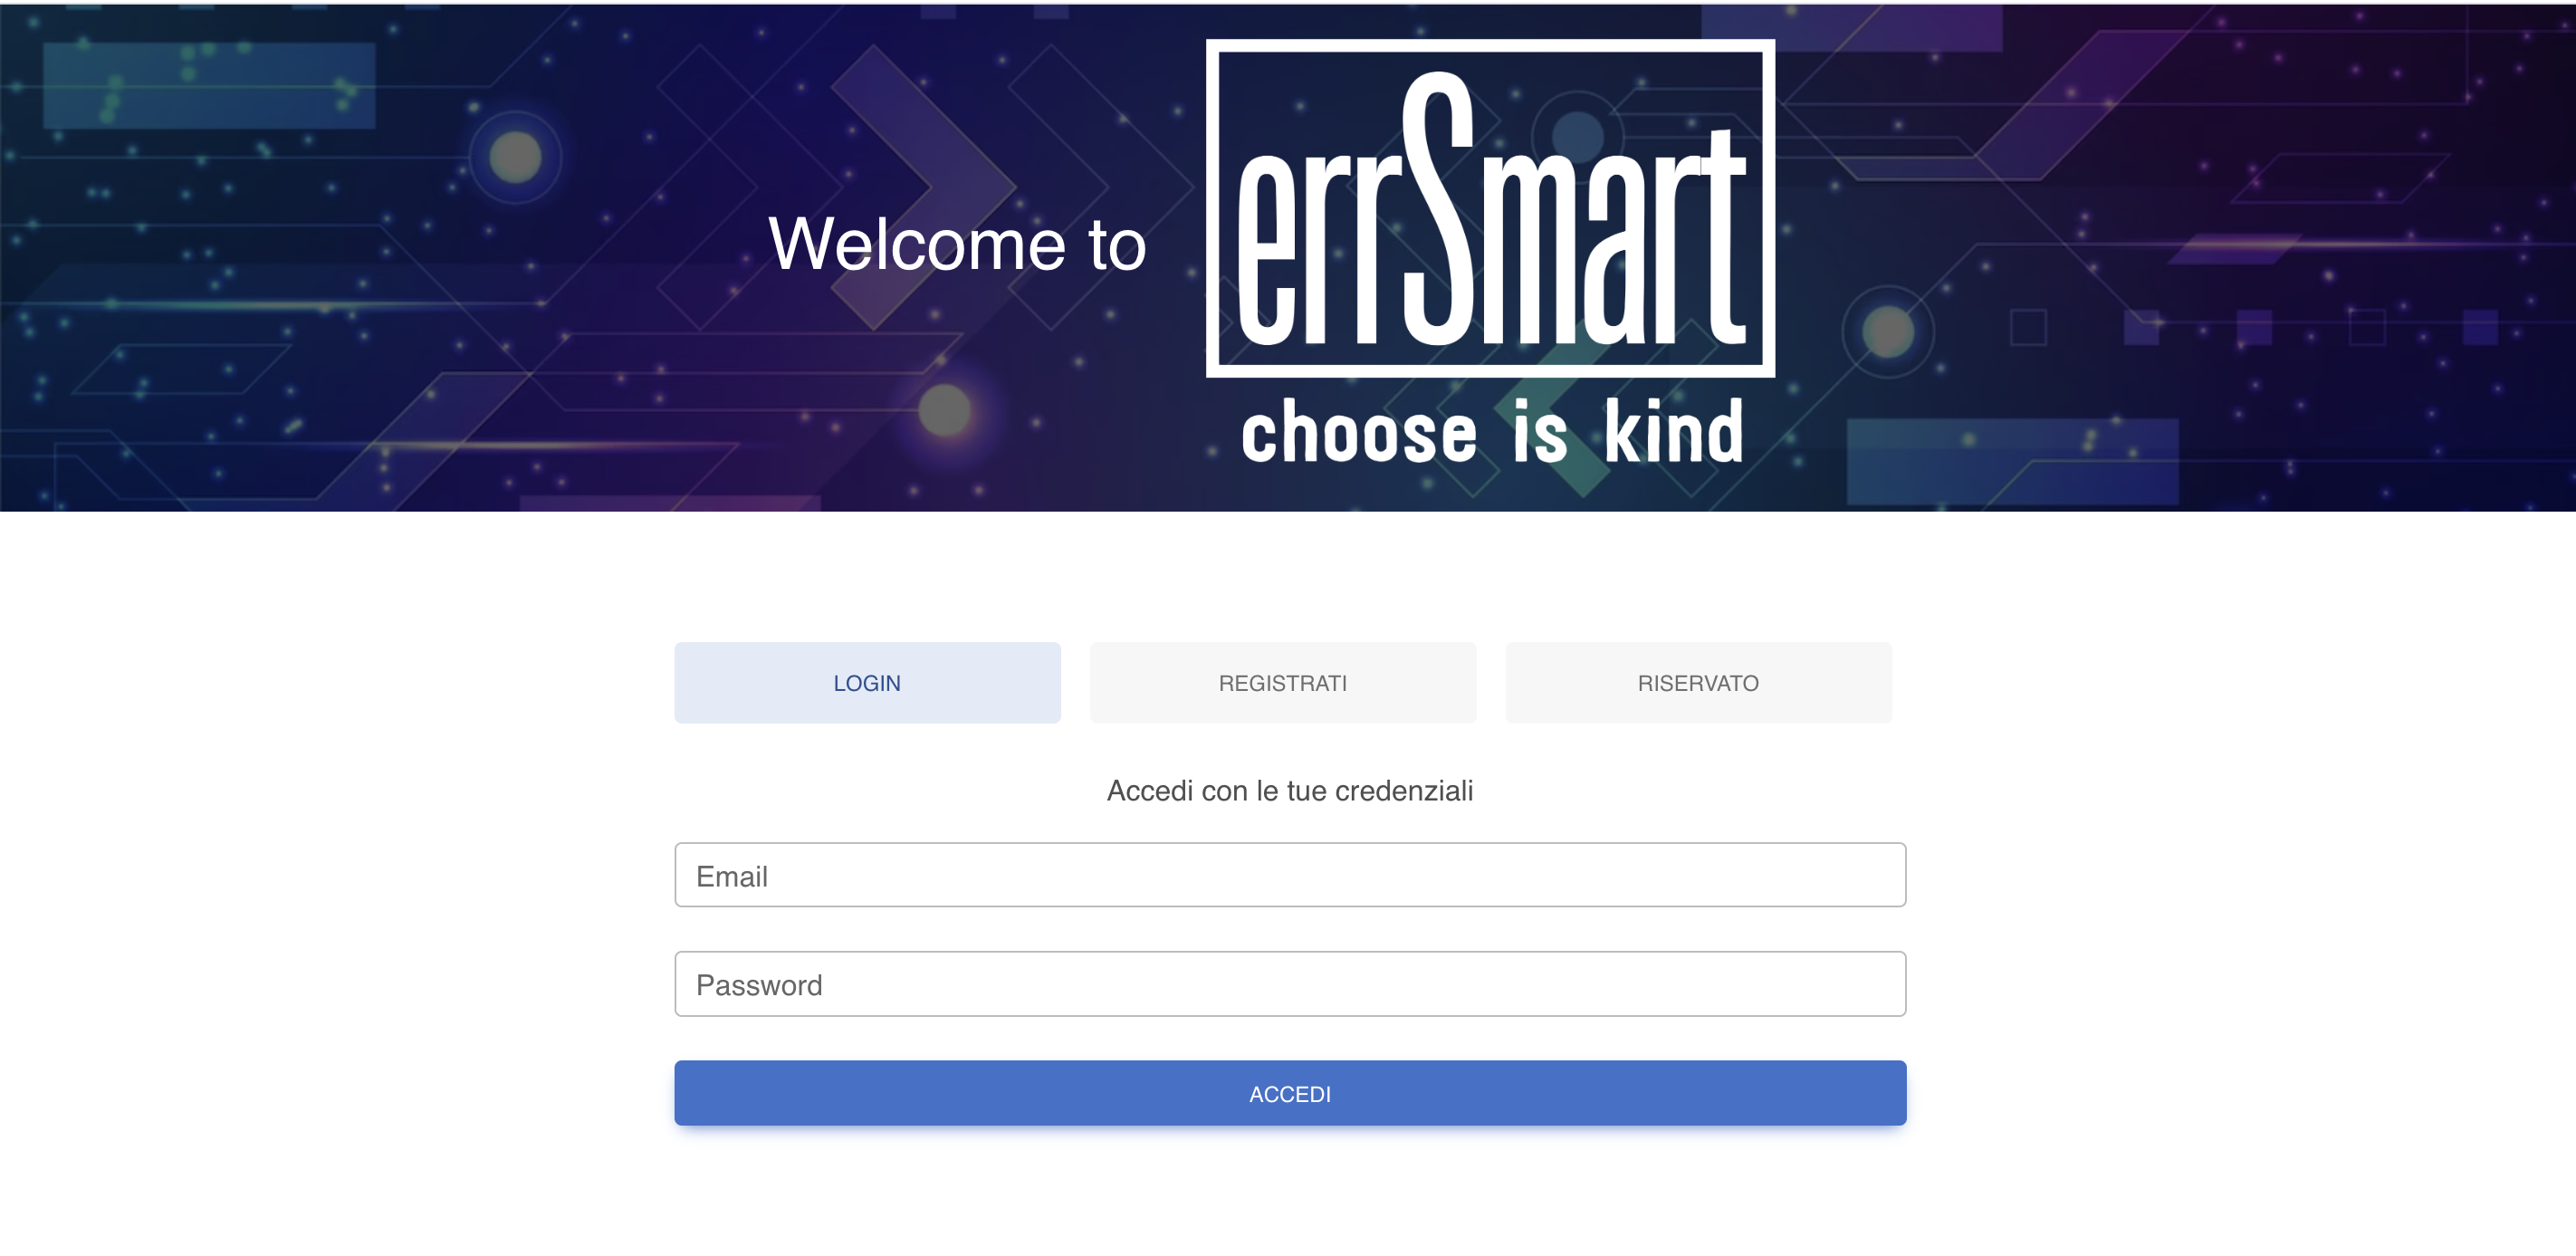 Welcome to
errSmart
choose is kind
LOGIN
REGISTRATI
RISERVATO
Accedi con le tue credenziali
Email
Password
ACCEDI